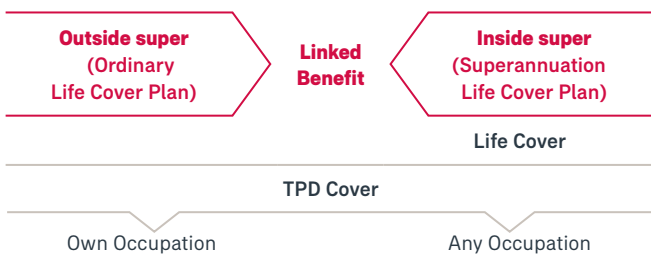 Outside super
(Ordinary
Life Cover Plan)
Linked
Benefit
Inside super
(Superannuation
Life Cover Plan)
Life Cover
TPD Cover
Own Occupation
Any Occupation